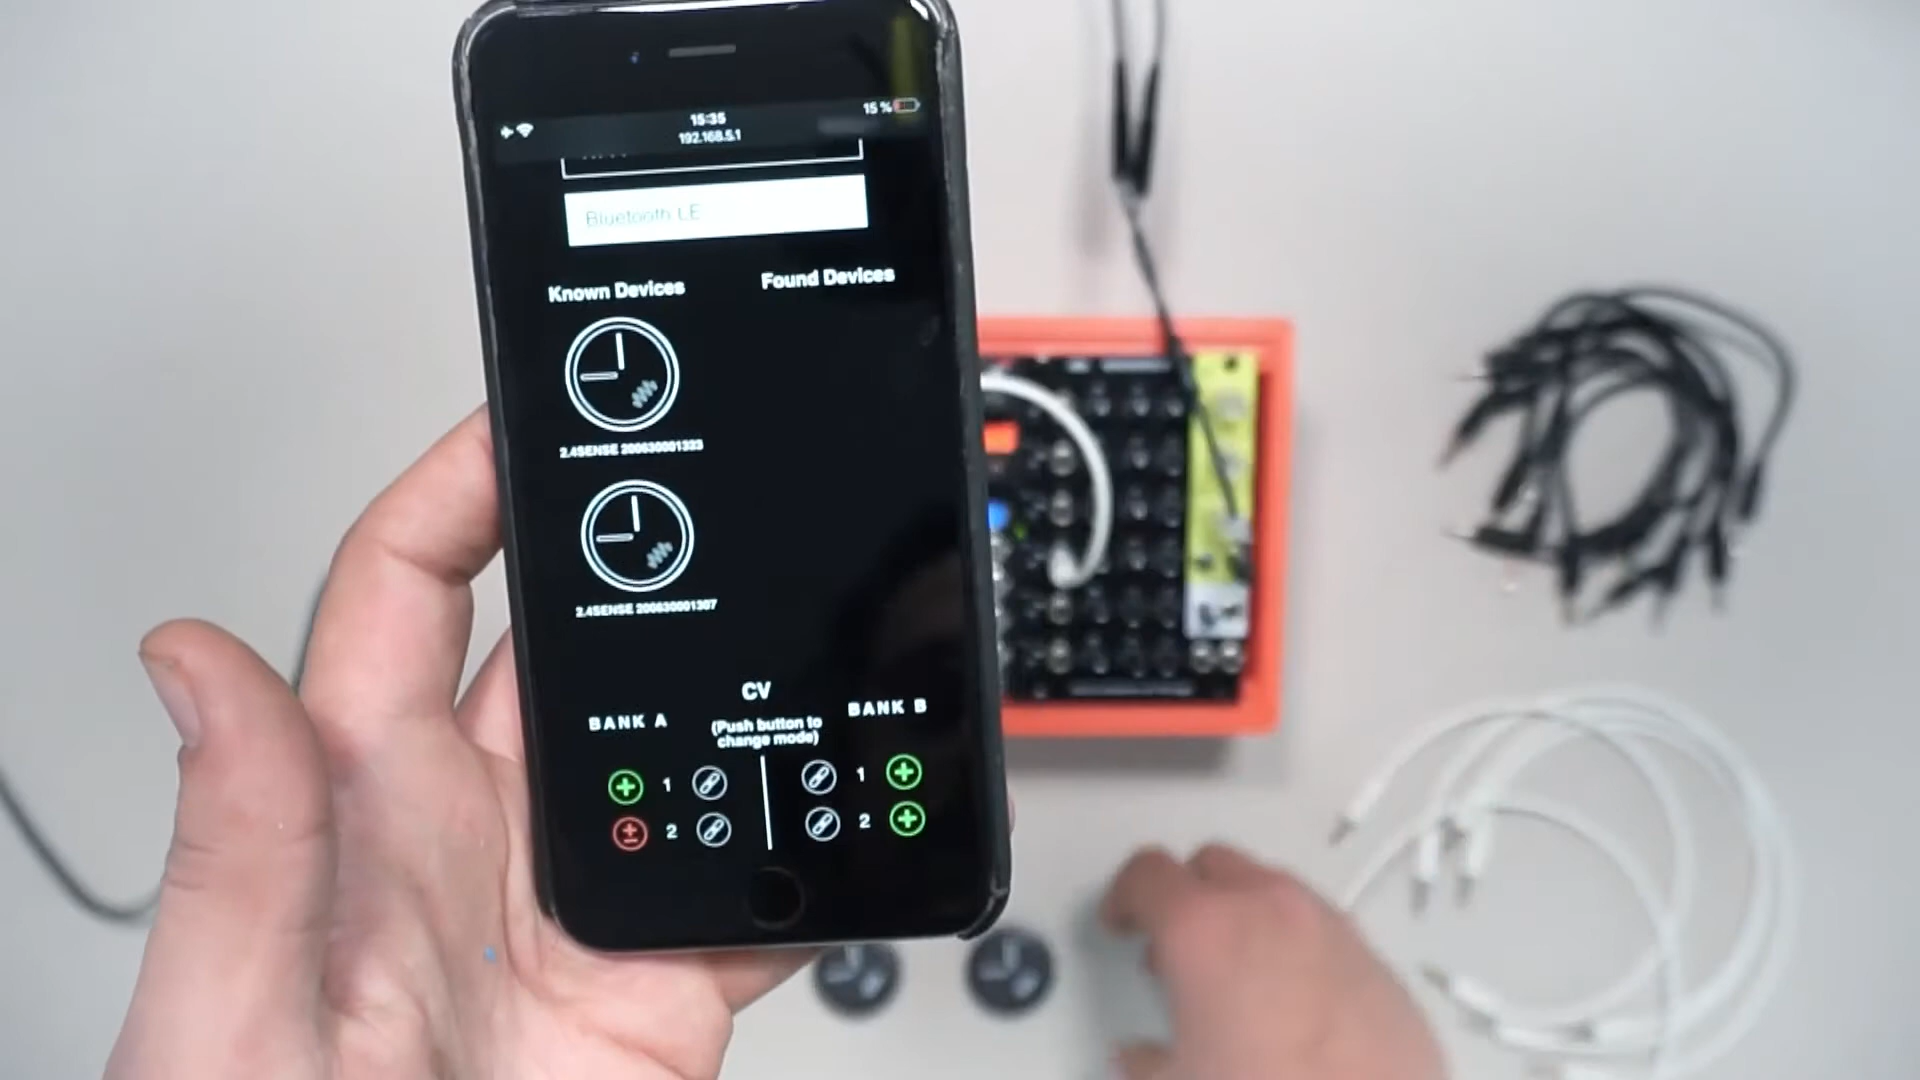 15:35
15 %
192.168.5.1
Bluetooth LE
Known Devices
Found Devices
2.4SENSE 200630001323
2.4SENSE 200630001307
CV
BANK A
(Push button to
change mode)
BANK B
1
1
2
2